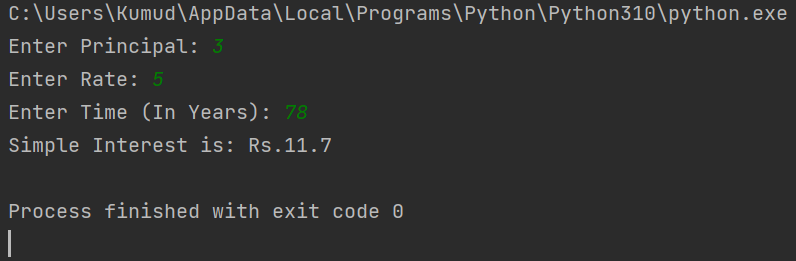 C:\Users\Kumud\AppData\Local\Programs\Python\Python310\python.exe
Enter Principal: 3
Enter Rate: 5
Enter Time (In Years): 78
Simple Interest is: Rs.11.7
Process finished with exit code 0